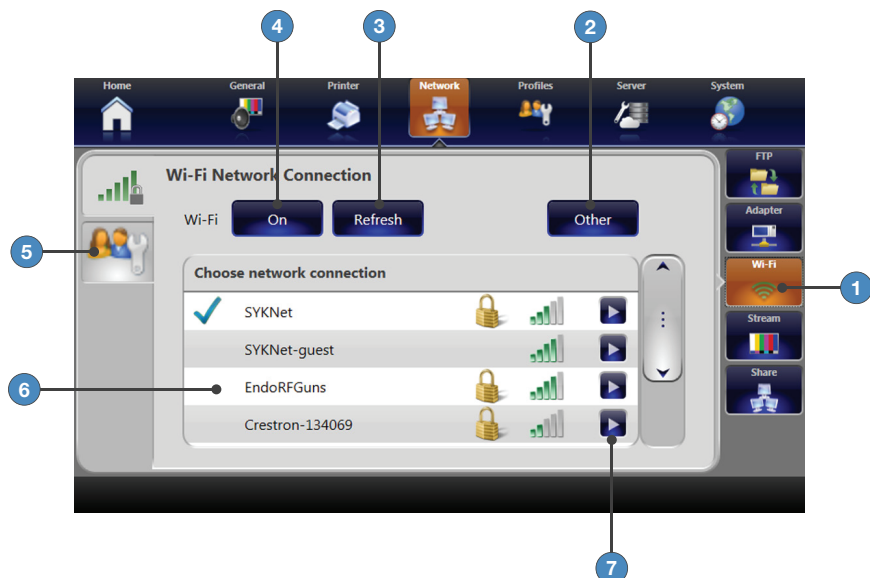 4 3 2
Home General Printer Network Profiles Server System
FTP
Wi-Fi Network Connection
Adapter
Wi-Fi On Refresh Other
5
Wi-Fi
Choose network connection
1
SYKNet
Stream
SYKNet-guest
Share
6 EndoRFGuns
Crestron-134069
7